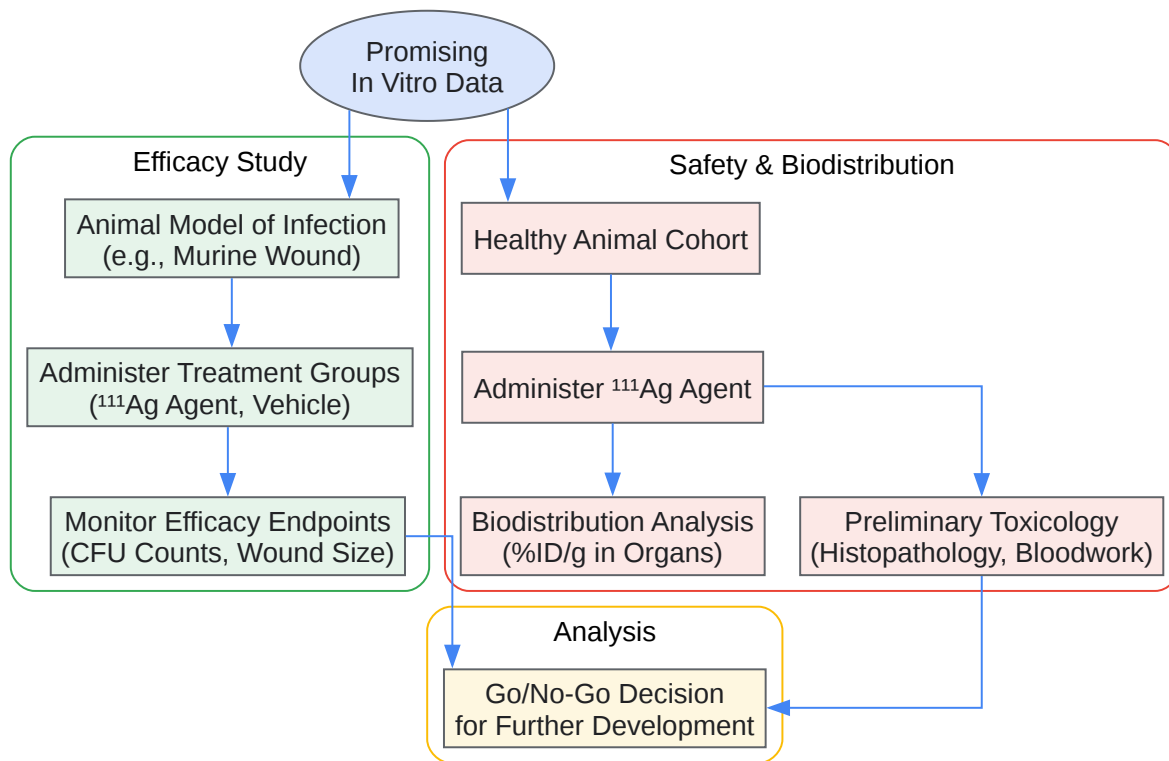 Promising
In Vitro Data
Efficacy Study
Animal Model of Infection
(e.g., Murine Wound)
Administer Treatment Groups
(¹¹¹Ag Agent, Vehicle)
Monitor Efficacy Endpoints
(CFU Counts, Wound Size)
Safety & Biodistribution
Healthy Animal Cohort
Administer ¹¹¹Ag Agent
Biodistribution Analysis
(%ID/g in Organs)
Preliminary Toxicology
(Histopathology, Bloodwork)
Analysis
Go/No-Go Decision
for Further Development